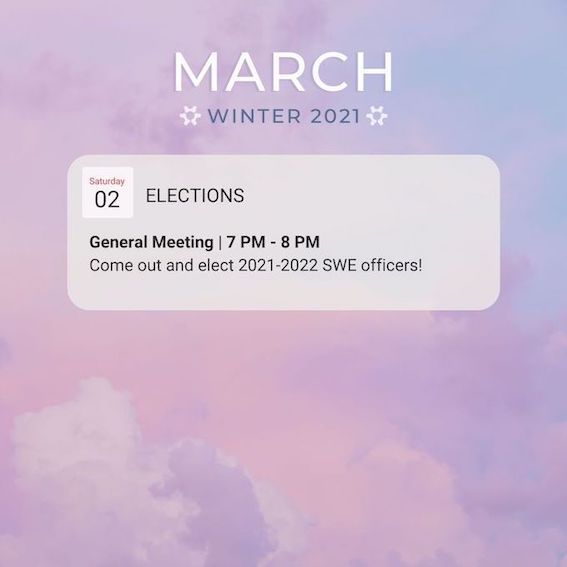 MARCH
WINTER 2021
Saturday
02
ELECTIONS
General Meeting | 7 PM - 8 PM
Come out and elect 2021-2022 SWE officers!